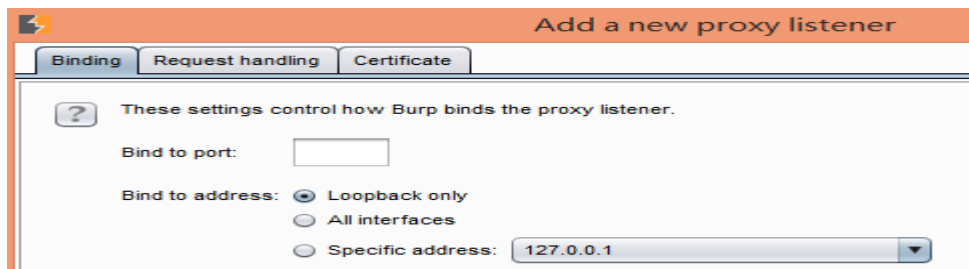 Add a new proxy listener
Binding Request handling Certificate
? These settings control how Burp binds the proxy listener.
Bind to port:
Bind to address: Loopback only
All interfaces
Specific address: 127.0.0.1